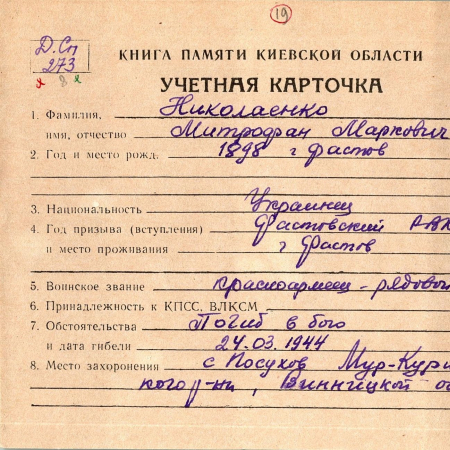 19
Д.Сп
273
КНИГА ПАМЯТИ КИЕВСКОЙ ОБЛАСТИ
УЧЕТНАЯ КАРТОЧКА
1. Фамилия, Николаенко
имя, отчество Митрофан Маркович
2. Год и место рожд. 1898 г Фастов
3. Национальность Украинец
4. Год призыва (вступления) Фастовский РВК
и место проживания г Фастов
5. Воинское звание красноармеец - рядовой
6. Принадлежность к КПСС, ВЛКСМ
7. Обстоятельства Погиб в бою
и дата гибели 24.03.1944
8. Место захоронения с Посухов Мур-Кури
кого р-на, Винницкой об